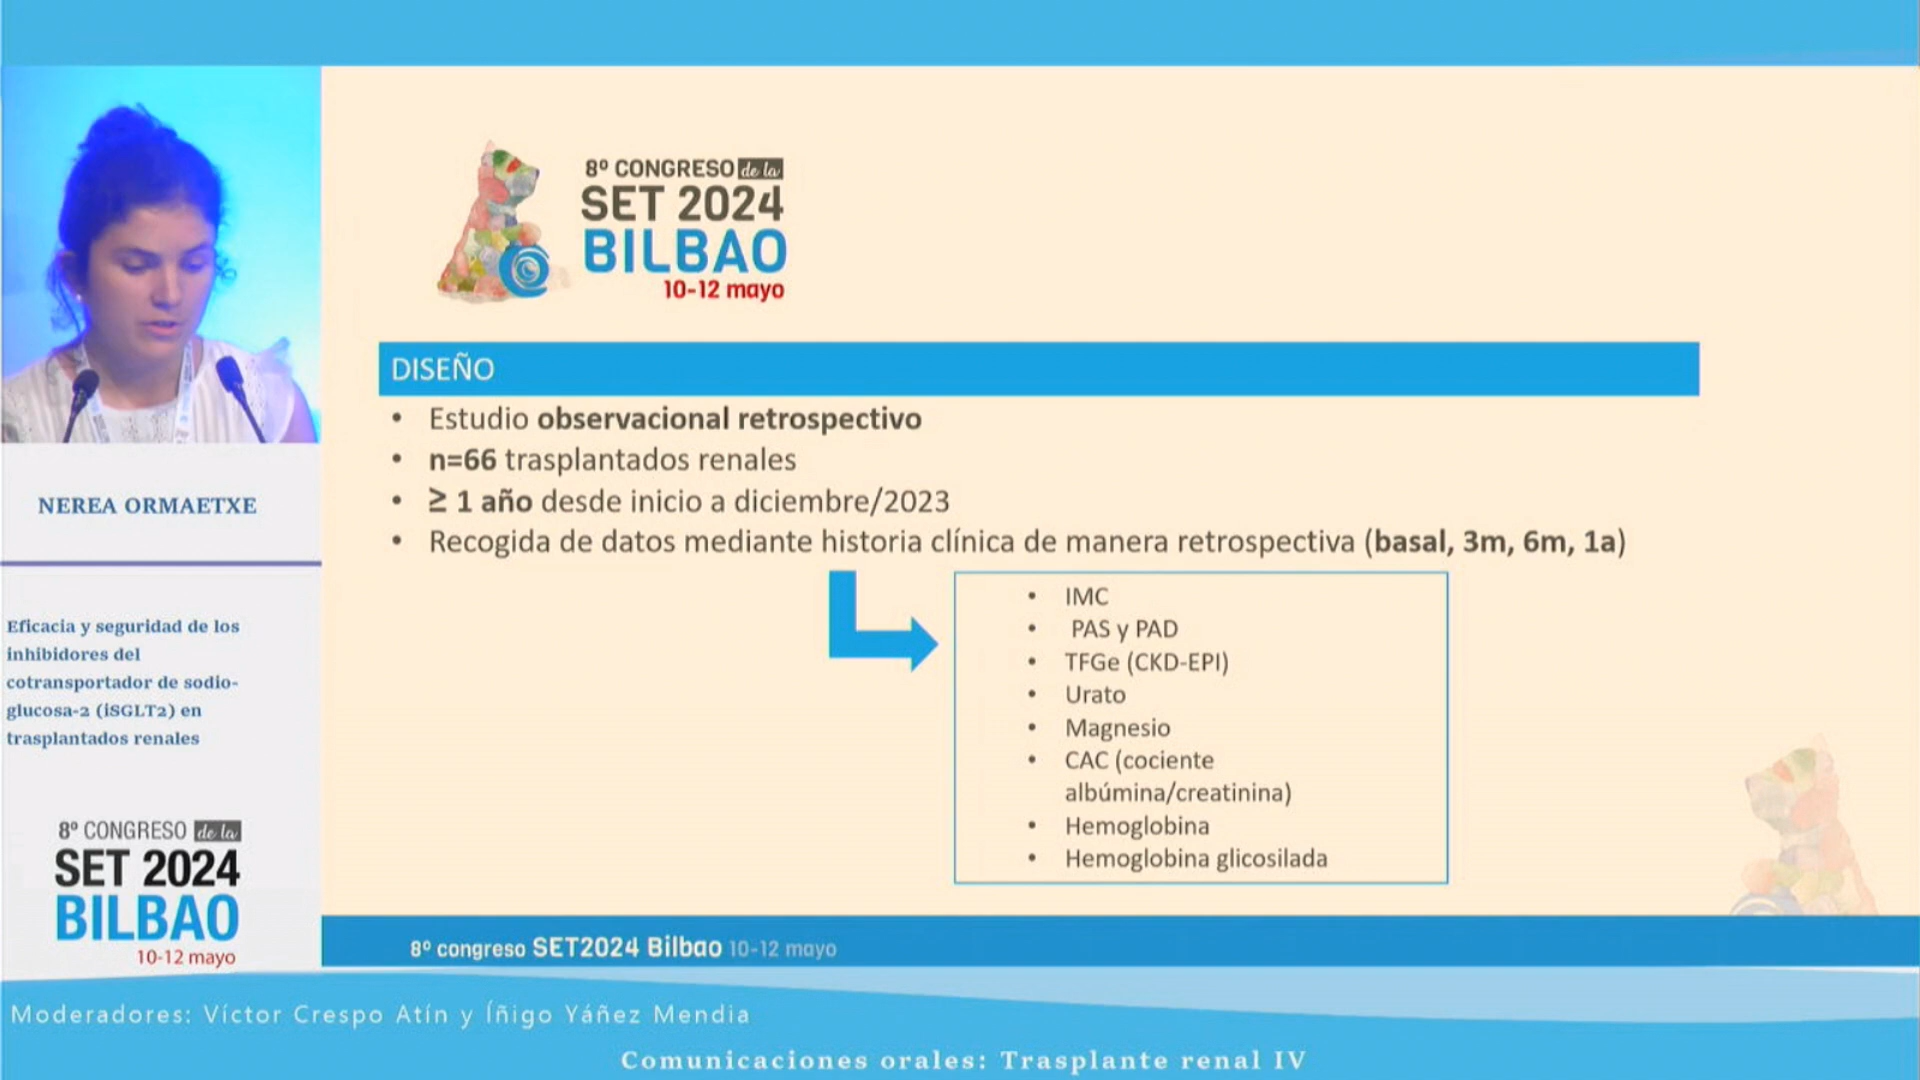 8º CONGRESO de la
SET 2024
BILBAO
10-12 mayo
DISEÑO
• Estudio observacional retrospectivo
• n=66 trasplantados renales
• ≥ 1 año desde inicio a diciembre/2023
• Recogida de datos mediante historia clínica de manera retrospectiva (basal, 3m, 6m, 1a)
• IMC
• PAS y PAD
• TFGe (CKD-EPI)
• Urato
• Magnesio
• CAC (cociente
albúmina/creatinina)
• Hemoglobina
• Hemoglobina glicosilada
8º congreso SET2024 Bilbao 10-12 mayo
NEREA ORMAETXE
Eficacia y seguridad de los
inhibidores del
cotransportador de sodio-
glucosa-2 (iSGLT2) en
trasplantados renales
8º CONGRESO de la
SET 2024
BILBAO
10-12 mayo
Moderadores: Víctor Crespo Atín y Íñigo Yáñez Mendia
Comunicaciones orales: Trasplante renal IV